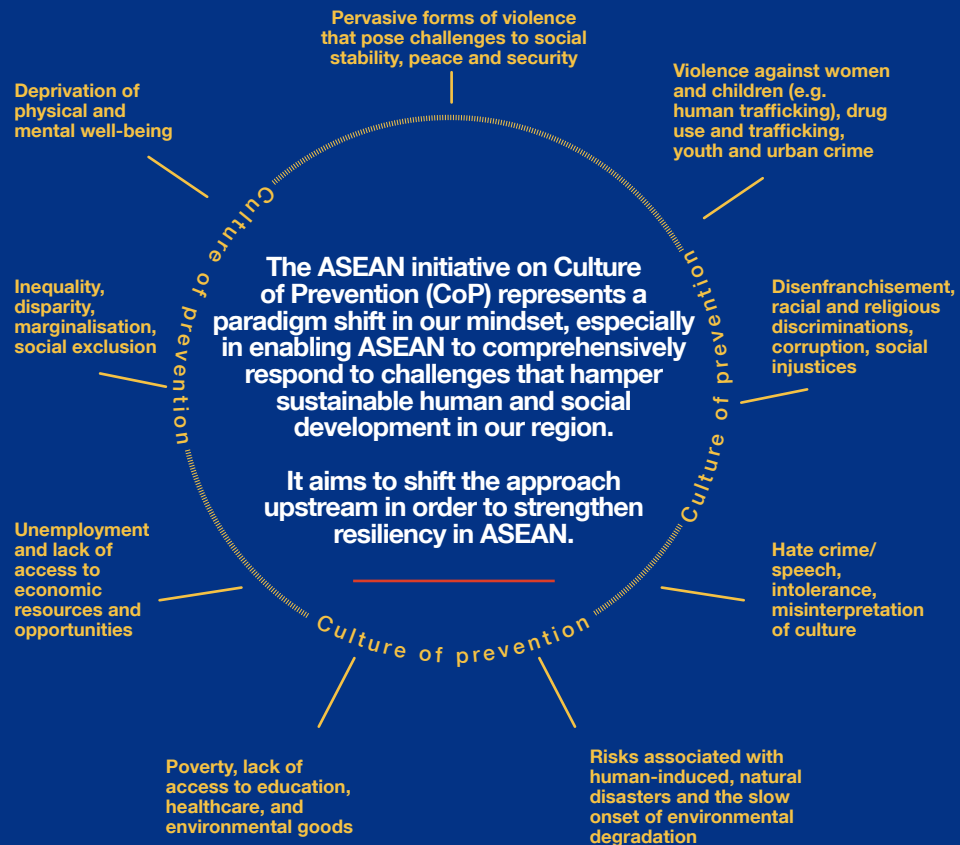 Pervasive forms of violence
that pose challenges to social
stability, peace and security
Violence against women
and children (e.g.
human trafficking), drug
use and trafficking,
youth and urban crime
Disenfranchisement,
racial and religious
discriminations,
corruption, social
injustices
Hate crime/
speech,
intolerance,
misinterpretation
of culture
Risks associated with
human-induced, natural
disasters and the slow
onset of environmental
degradation
Poverty, lack of
access to education,
healthcare, and
environmental goods
Unemployment
and lack of
access to
economic
resources and
opportunities
Inequality,
disparity,
marginalisation,
social exclusion
Deprivation of
physical and
mental well-being
Culture of prevention
Culture of prevention
Culture of prevention
The ASEAN initiative on Culture
of Prevention (CoP) represents a
paradigm shift in our mindset, especially
in enabling ASEAN to comprehensively
respond to challenges that hamper
sustainable human and social
development in our region.
It aims to shift the approach
upstream in order to strengthen
resiliency in ASEAN.